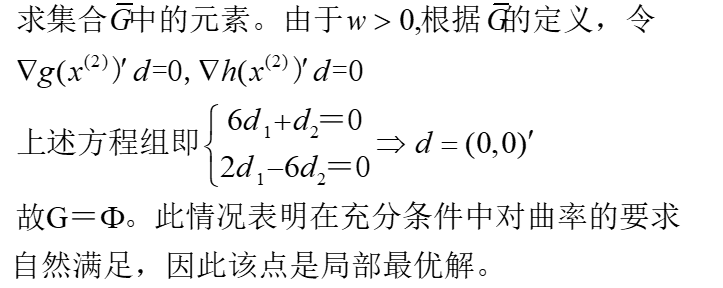 求集合G̅中的元素。由于w > 0,根据G̅的定义，令
∇g(x⁽²⁾)′d=0, ∇h(x⁽²⁾)′d=0
上述方程组即{6d₁+d₂=0 2d₁−6d₂=0 ⇒ d = (0,0)′
故G＝Φ。此情况表明在充分条件中对曲率的要求
自然满足，因此该点是局部最优解。